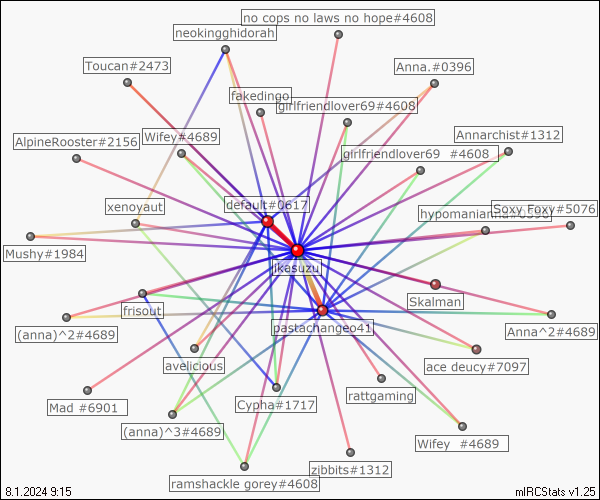 no cops no laws no hope#4608
neokingghidorah
Toucan#2473
Anna.#0396
fakedingo
girlfriendlover69#4608
Wifey#4689
Annarchist#1312
AlpineRooster#2156
girlfriendlover69  #4608
default#0617
xenoyaut
Soxy Foxy#5076
Mushy#1984
ikasuzu
Skalman
frisout
pastachangeo41
(anna)^2#4689
Anna^2#4689
avelicious
ace deucy#7097
rattgaming
Mad #6901
Cypha#1717
(anna)^3#4689
Wifey  #4689
zibbits#1312
ramshackle gorey#4608
8.1.2024 9:15
mIRCStats v1.25